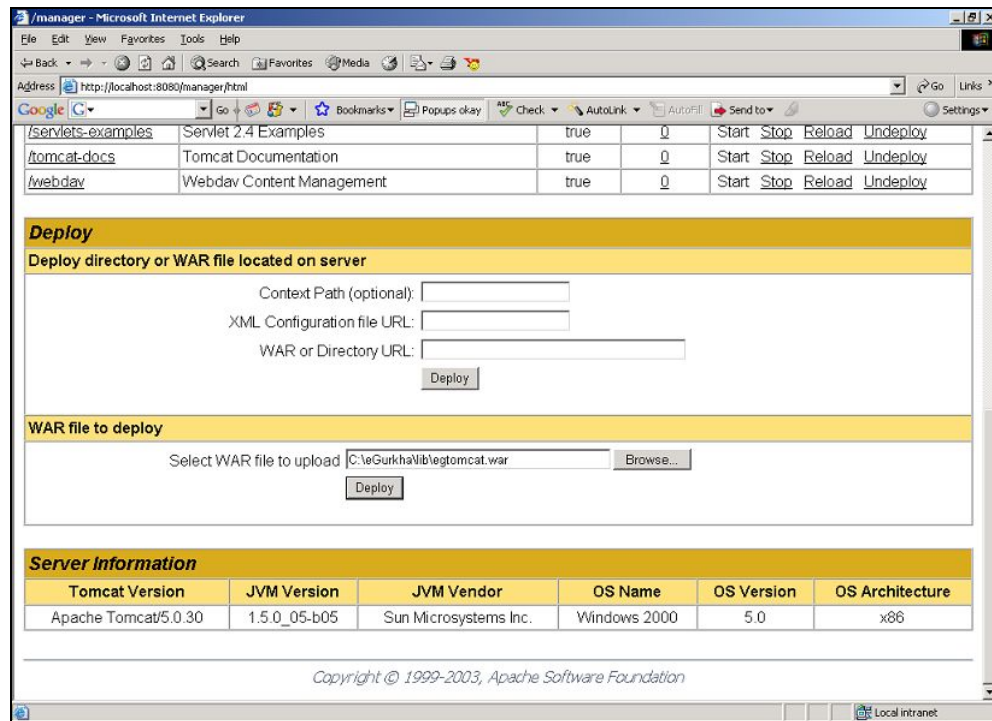 /manager - Microsoft Internet Explorer
File Edit View Favorites Tools Help
Back Search Favorites Media
Address http://localhost:8080/manager/html Go Links
Google G Go Bookmarks Popups okay ABC Check AutoLink AutoFill Send to Settings
/servlets-examples Servlet 2.4 Examples true 0 Start Stop Reload Undeploy
/tomcat-docs Tomcat Documentation true 0 Start Stop Reload Undeploy
/webdav Webdav Content Management true 0 Start Stop Reload Undeploy
Deploy
Deploy directory or WAR file located on server
Context Path (optional):
XML Configuration file URL:
WAR or Directory URL:
Deploy
WAR file to deploy
Select WAR file to upload C:\eGurkha\lib\egtomcat.war Browse...
Deploy
Server Information
Tomcat Version JVM Version JVM Vendor OS Name OS Version OS Architecture
Apache Tomcat/5.0.30 1.5.0_05-b05 Sun Microsystems Inc. Windows 2000 5.0 x86
Copyright © 1999-2003, Apache Software Foundation
Local intranet